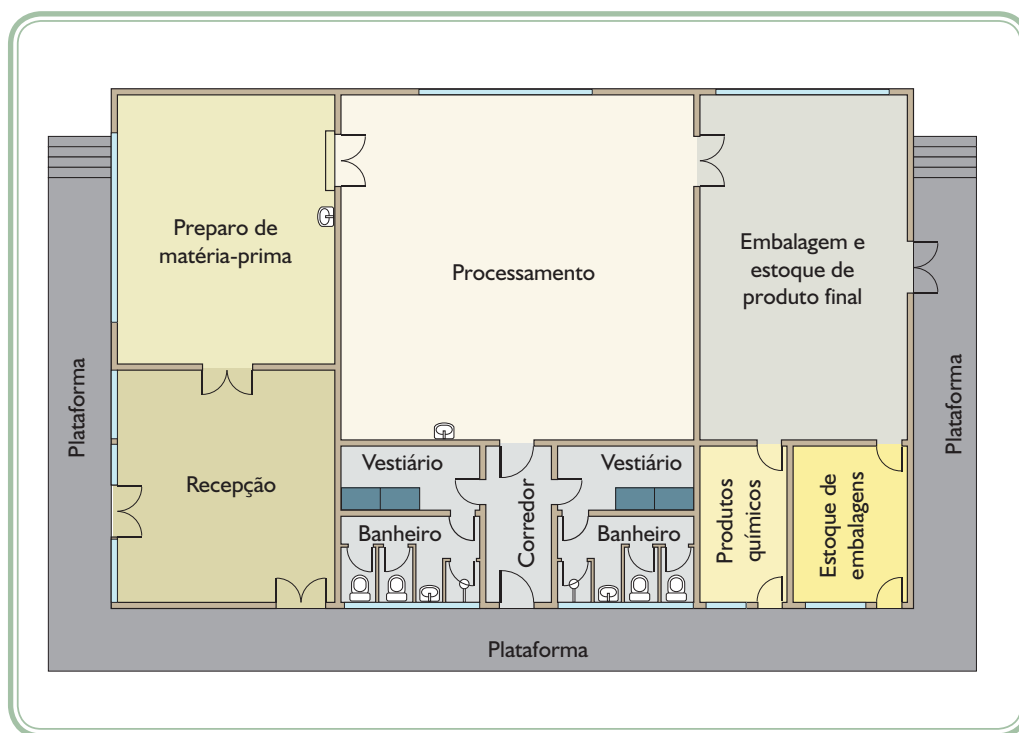 Preparo de
matéria-prima
Processamento
Embalagem e
estoque de
produto final
Plataforma
Plataforma
Recepção
Vestiário
Vestiário
Banheiro
Banheiro
Corredor
Produtos
químicos
Estoque de
embalagens
Plataforma